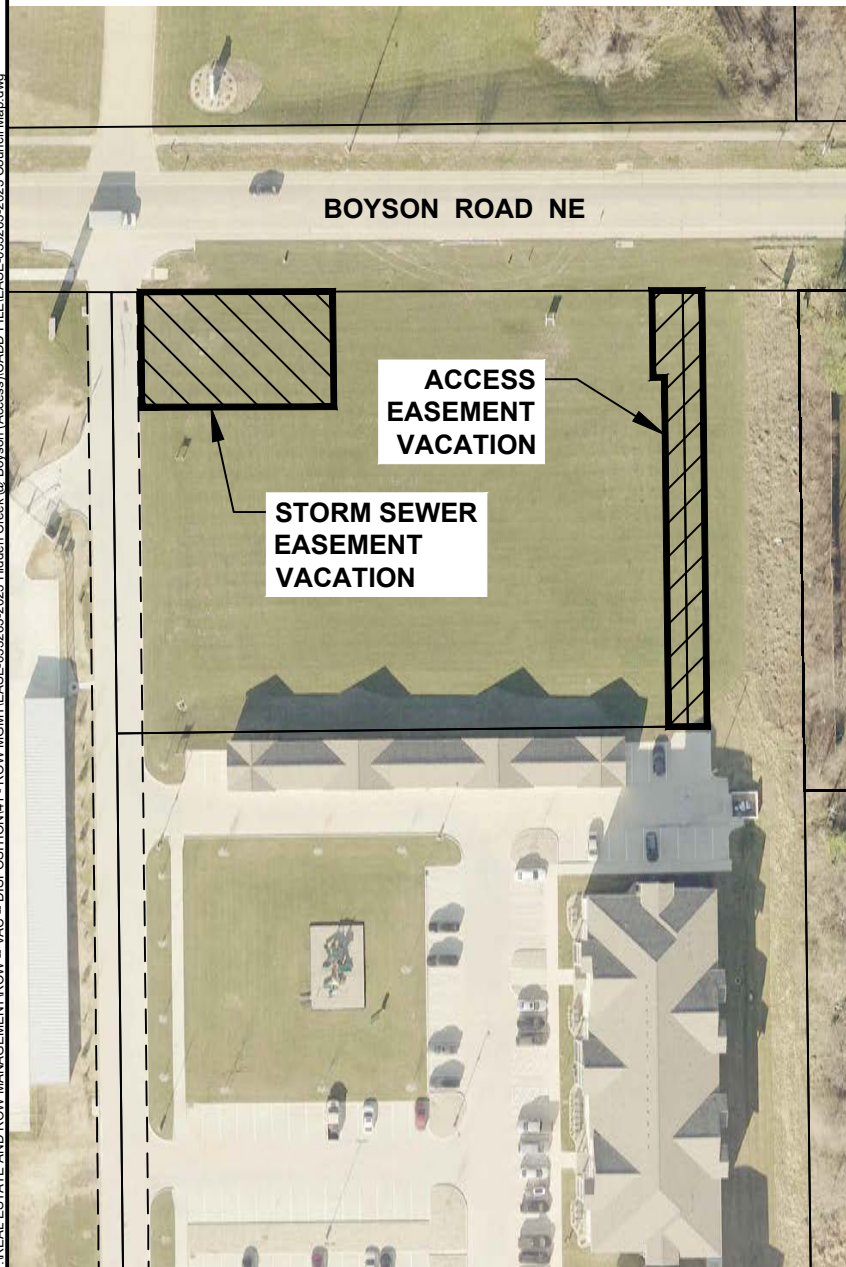 BOYSON ROAD NE
ACCESS
EASEMENT
VACATION
STORM SEWER
EASEMENT
VACATION